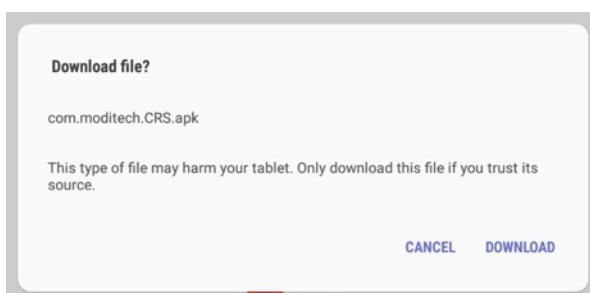 Download file?
com.moditech.CRS.apk
This type of file may harm your tablet. Only download this file if you trust its
source.
CANCEL DOWNLOAD